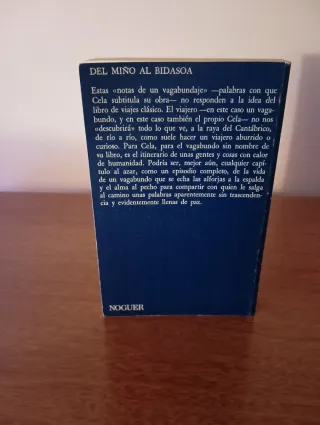 DEL MIÑO AL BIDASOA
Estas «notas de un vagabundaje» —palabras con que
Cela subtitula su obra— no responden a la idea del
libro de viajes clásico. El viajero —en este caso un vaga-
bundo, y en este caso también el propio Cela— no nos
«descubrirá» todo lo que ve, a la raya del Cantábrico,
de río a río, como suele hacer un viajero aburrido o
curioso. Para Cela, para el vagabundo sin nombre de
su libro, es el itinerario de unas gentes y cosas con calor
de humanidad. Podría ser, mejor aún, cualquier capí-
tulo al azar, como un episodio completo, de la vida
de un vagabundo que se echa las alforjas a la espalda
y el alma al pecho para compartir con quien le salga
al camino unas palabras aparentemente sin trascenden-
cia y evidentemente llenas de paz.
NOGUER